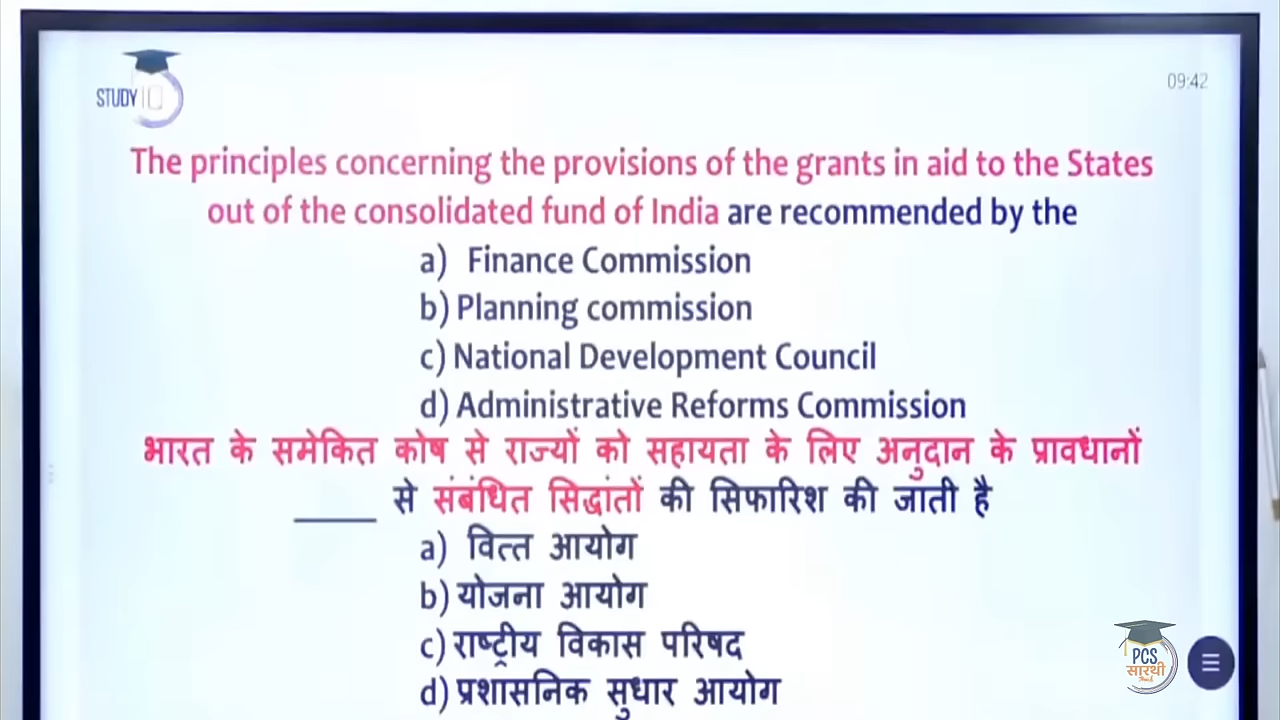 STUDY IQ
09:42
The principles concerning the provisions of the grants in aid to the States
out of the consolidated fund of India are recommended by the
a) Finance Commission
b) Planning commission
c) National Development Council
d) Administrative Reforms Commission
भारत के समेकित कोष से राज्यों को सहायता के लिए अनुदान के प्रावधानों
_____ से संबंधित सिद्धांतों की सिफारिश की जाती है
a) वित्त आयोग
b) योजना आयोग
c) राष्ट्रीय विकास परिषद
d) प्रशासनिक सुधार आयोग
PCS
सारथी